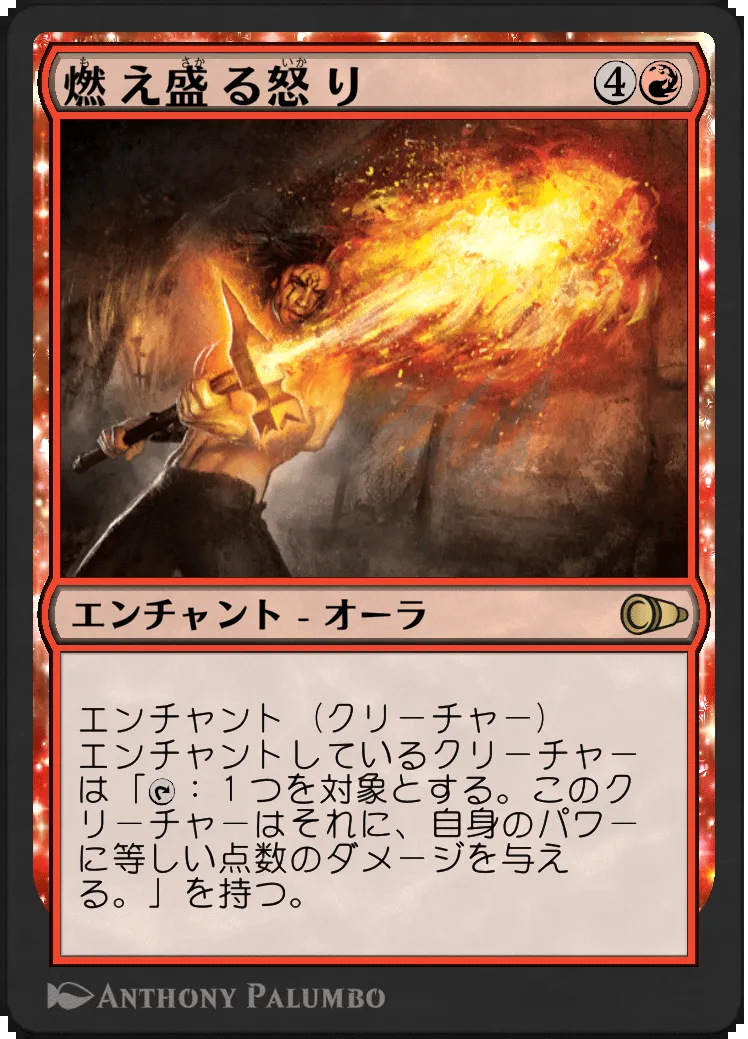 燃え盛る怒り
4
エンチャント - オーラ
エンチャント（クリーチャー）
エンチャントしているクリーチャー
は「：１つを対象とする。このク
リーチャーはそれに、自身のパワー
に等しい点数のダメージを与え
る。」を持つ。
ANTHONY PALUMBO